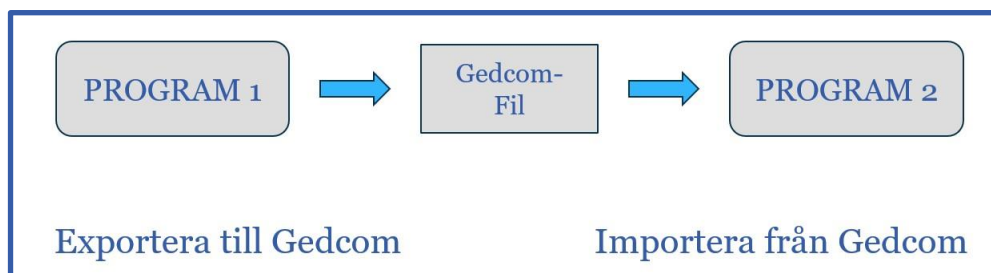 PROGRAM 1
Gedcom-
Fil
PROGRAM 2
Exportera till Gedcom
Importera från Gedcom